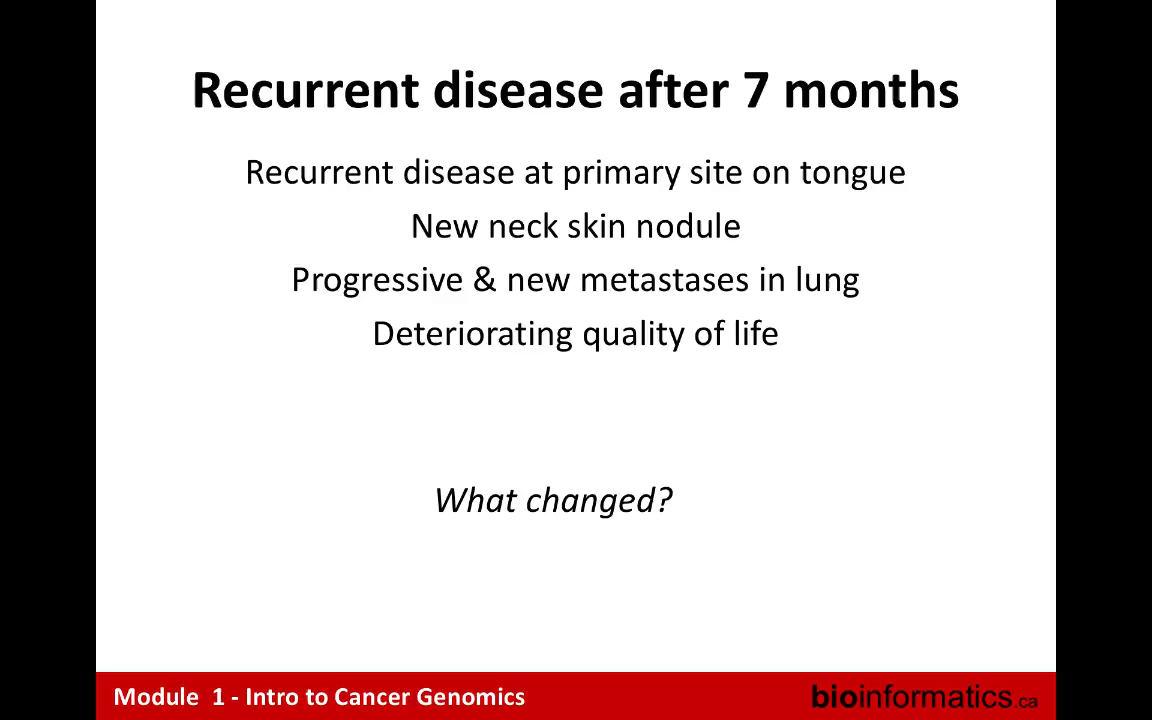 Recurrent disease after 7 months
Recurrent disease at primary site on tongue
New neck skin nodule
Progressive & new metastases in lung
Deteriorating quality of life
What changed?
Module 1 - Intro to Cancer Genomics
bioinformatics.ca